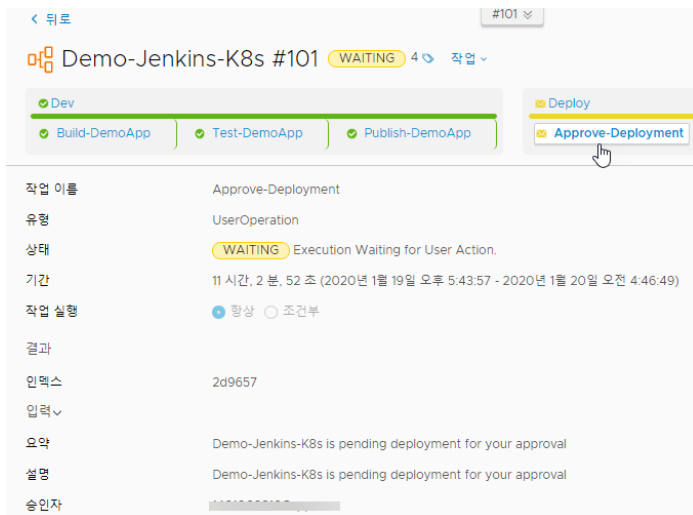 뒤로
#101
Demo-Jenkins-K8s #101 WAITING 4 작업
Dev
Deploy
Build-DemoApp Test-DemoApp Publish-DemoApp Approve-Deployment
작업 이름 Approve-Deployment
유형 UserOperation
상태 WAITING Execution Waiting for User Action.
기간 11 시간, 2 분, 52 초 (2020년 1월 19일 오후 5:43:57 - 2020년 1월 20일 오전 4:46:49)
작업 실행 항상 조건부
결과
인덱스 2d9657
입력
요약 Demo-Jenkins-K8s is pending deployment for your approval
설명 Demo-Jenkins-K8s is pending deployment for your approval
승인자